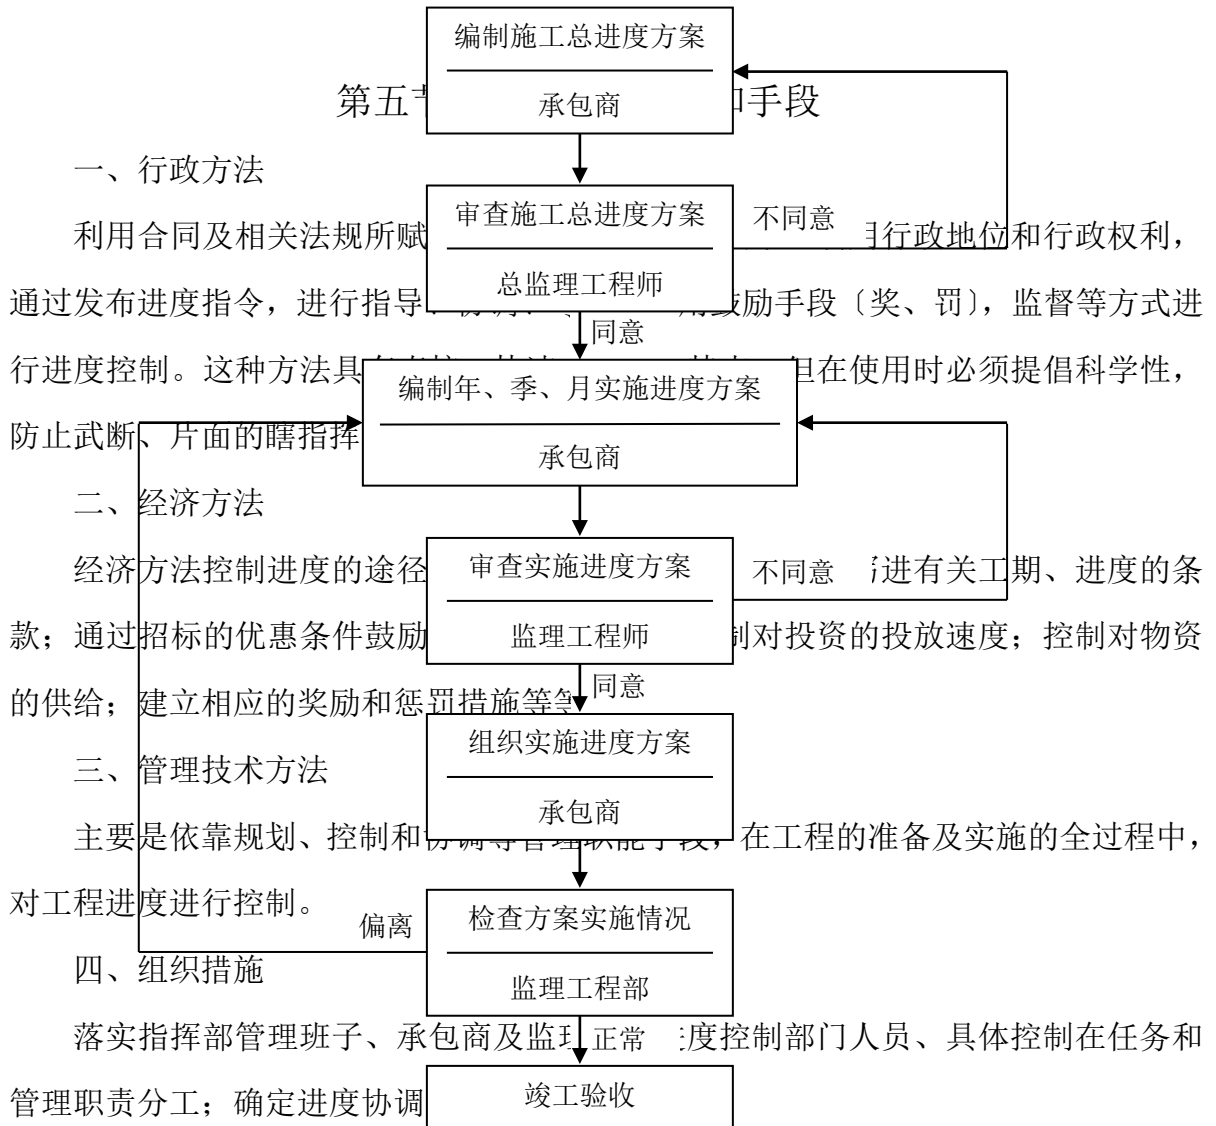 编制施工总进度方案
承包商
第五 手段
一、行政方法
审查施工总进度方案
不同意
利用合同及相关法规所赋 行政地位和行政权利，
总监理工程师
通过发布进度指令，进行指导 鼓励手段〔奖、罚〕，监督等方式进
同意
行进度控制。这种方法具 但在使用时必须提倡科学性，
编制年、季、月实施进度方案
防止武断、片面的瞎指挥
承包商
二、经济方法
审查实施进度方案
不同意
经济方法控制进度的途径 进有关工期、进度的条
监理工程师
款；通过招标的优惠条件鼓励 制对投资的投放速度；控制对物资
同意
的供给；建立相应的奖励和惩罚措施等
组织实施进度方案
三、管理技术方法
承包商
主要是依靠规划、控制和协调等管理职能手段，在工程的准备及实施的全过程中，
对工程进度进行控制。
检查方案实施情况
偏离
四、组织措施
监理工程部
落实指挥部管理班子、承包商及监理 度控制部门人员、具体控制在任务和
正常
管理职责分工；确定进度协调
竣工验收